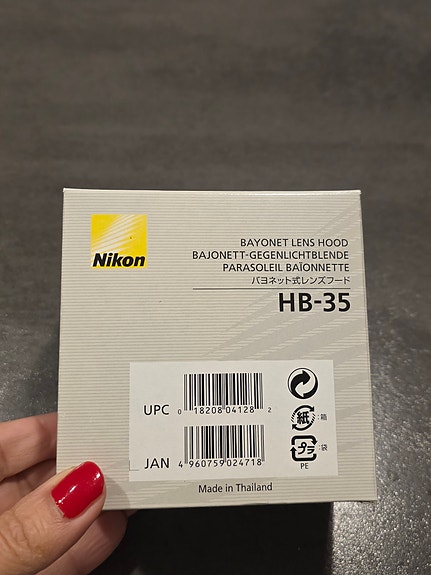 Nikon
BAYONET LENS HOOD
BAJONETT-GEGENLICHTBLENDE
PARASOLEIL BAÏONNETTE
バヨネット式レンズフード
HB-35
UPC 0 18208 04128 2
JAN 4 960759 024718
紙 :箱
プラ :袋
PE
Made in Thailand